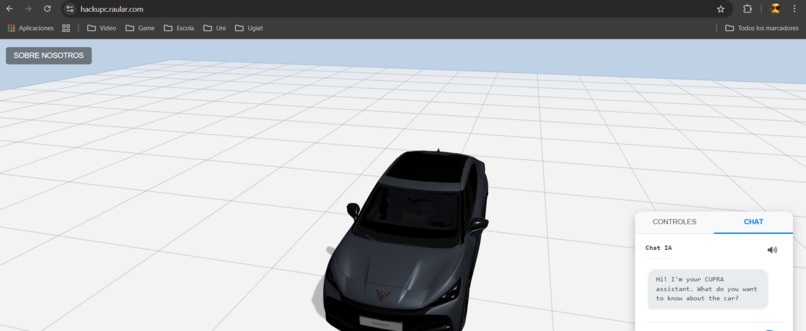 hackupc.raular.com
Aplicaciones Video Game Escola Uni Ugiat Todos los marcadores
SOBRE NOSOTROS
CONTROLES CHAT
Chat IA
Hi! I'm your CUPRA
assistant. What do you want
to know about the car?